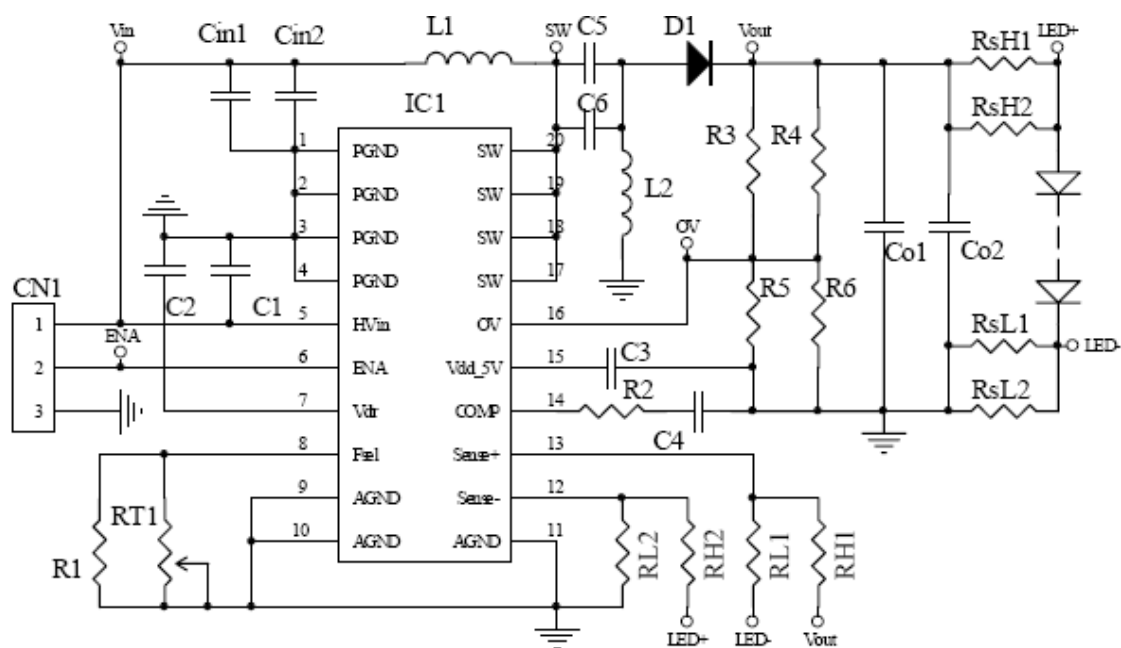 Vin Cin1 Cin2 L1 SW C5 D1 Vout RsH1 LED+
IC1 C6 RsH2
1 PGND SW 20 R3 R4
2 PGND SW 19 L2
3 PGND SW 18 OV
4 PGND SW 17 Co1 Co2
CN1 C2 C1 R5 R6
1 5 HVin OV 16 RsL1
ENA C3 LED-
2 6 ENA Vdd_5V 15 RsL2
3 7 Vdr COMP 14 R2 C4
8 Fsel Sense+ 13
9 AGND Sense- 12
RT1 10 AGND AGND 11
R1 RL2 RH2 RL1 RH1
LED+ LED- Vout